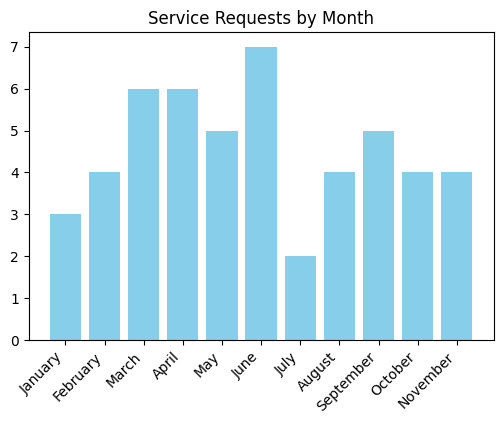 Service Requests by Month
7
6
5
4
3
2
1
0
January
February
March
April
May
June
July
August
September
October
November